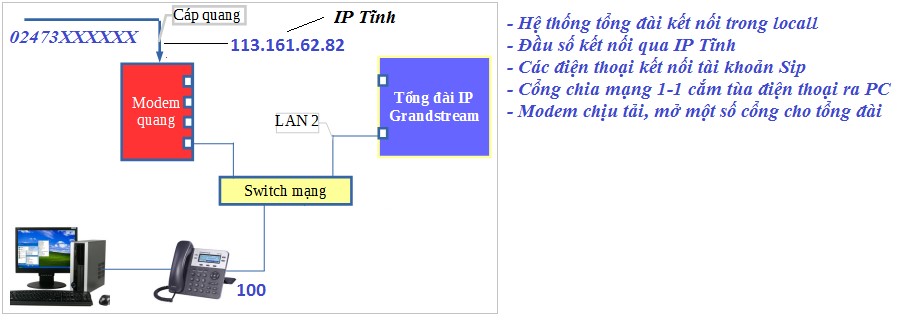 Cáp quang
IP Tĩnh
02473XXXXXX
113.161.62.82
Modem
quang
LAN 2
Tổng đài IP
Grandstream
Switch mạng
100
- Hệ thống tổng đài kết nối trong locall
- Đầu số kết nối qua IP Tĩnh
- Các điện thoại kết nối tài khoản Sip
- Cổng chia mạng 1-1 cắm tùa điện thoại ra PC
- Modem chịu tải, mở một số cổng cho tổng đài